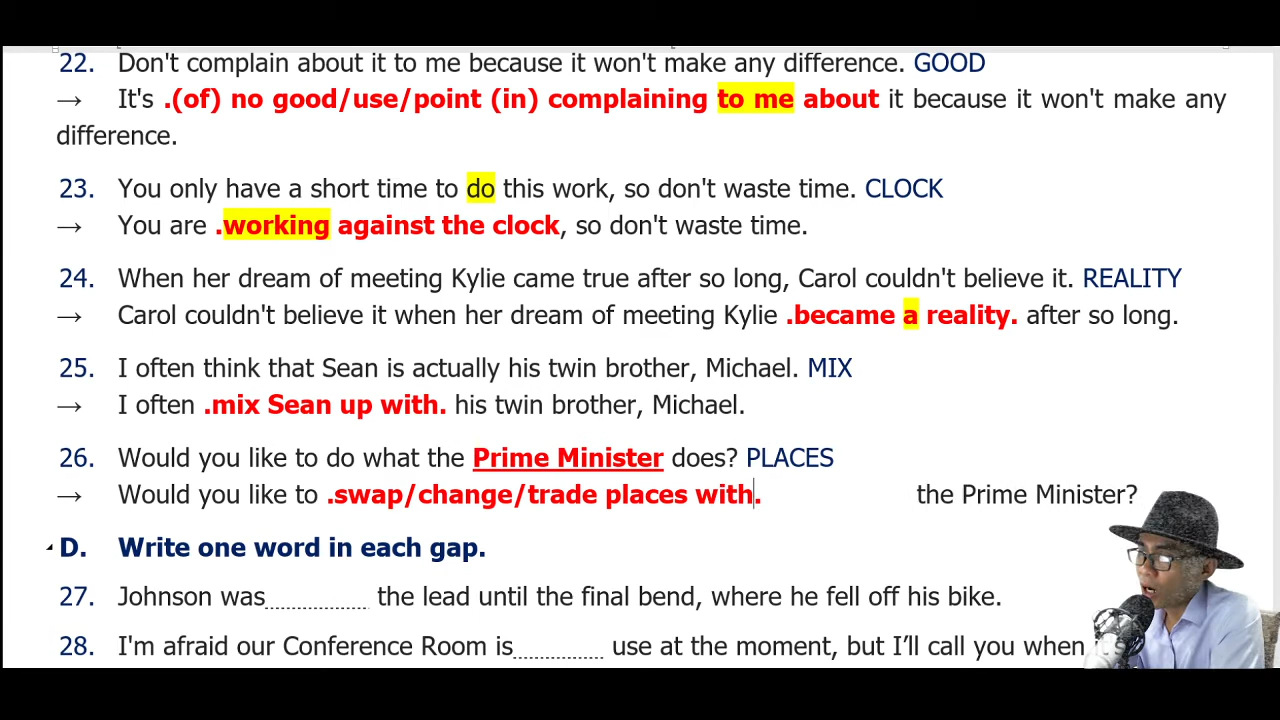 22. Don't complain about it to me because it won't make any difference. GOOD
→ It's .(of) no good/use/point (in) complaining to me about it because it won't make any
difference.
23. You only have a short time to do this work, so don't waste time. CLOCK
→ You are .working against the clock, so don't waste time.
24. When her dream of meeting Kylie came true after so long, Carol couldn't believe it. REALITY
→ Carol couldn't believe it when her dream of meeting Kylie .became a reality. after so long.
25. I often think that Sean is actually his twin brother, Michael. MIX
→ I often .mix Sean up with. his twin brother, Michael.
26. Would you like to do what the Prime Minister does? PLACES
→ Would you like to .swap/change/trade places with. the Prime Minister?
D. Write one word in each gap.
27. Johnson was the lead until the final bend, where he fell off his bike.
28. I'm afraid our Conference Room is use at the moment, but I’ll call you when it's